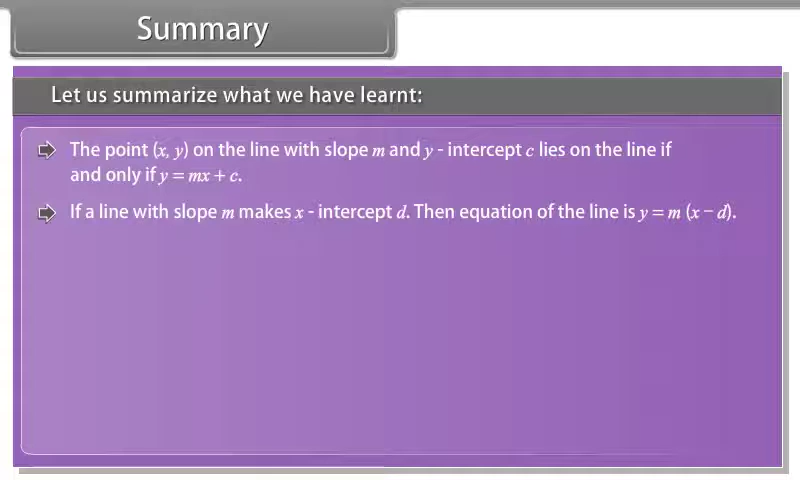 Summary
Let us summarize what we have learnt:
The point (x, y) on the line with slope m and y - intercept c lies on the line if
and only if y = mx + c.
If a line with slope m makes x - intercept d. Then equation of the line is y = m (x − d).